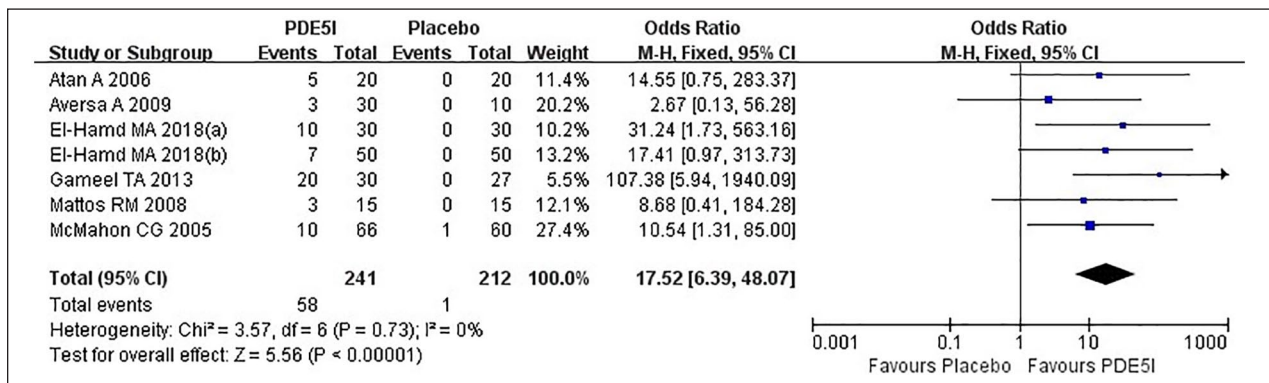 PDE5I Placebo Odds Ratio Odds Ratio
Study or Subgroup Events Total Events Total Weight M-H, Fixed, 95% CI M-H, Fixed, 95% CI
Atan A 2006 5 20 0 20 11.4% 14.55 [0.75, 283.37]
Aversa A 2009 3 30 0 10 20.2% 2.67 [0.13, 56.28]
El-Hamd MA 2018(a) 10 30 0 30 10.2% 31.24 [1.73, 563.16]
El-Hamd MA 2018(b) 7 50 0 50 13.2% 17.41 [0.97, 313.73]
Gameel TA 2013 20 30 0 27 5.5% 107.38 [5.94, 1940.09]
Mattos RM 2008 3 15 0 15 12.1% 8.68 [0.41, 184.28]
McMahon CG 2005 10 66 1 60 27.4% 10.54 [1.31, 85.00]
Total (95% CI) 241 212 100.0% 17.52 [6.39, 48.07]
Total events 58 1
Heterogeneity: Chi² = 3.57, df = 6 (P = 0.73); I² = 0%
Test for overall effect: Z = 5.56 (P < 0.00001)
0.001 0.1 1 10 1000
Favours Placebo Favours PDE5I